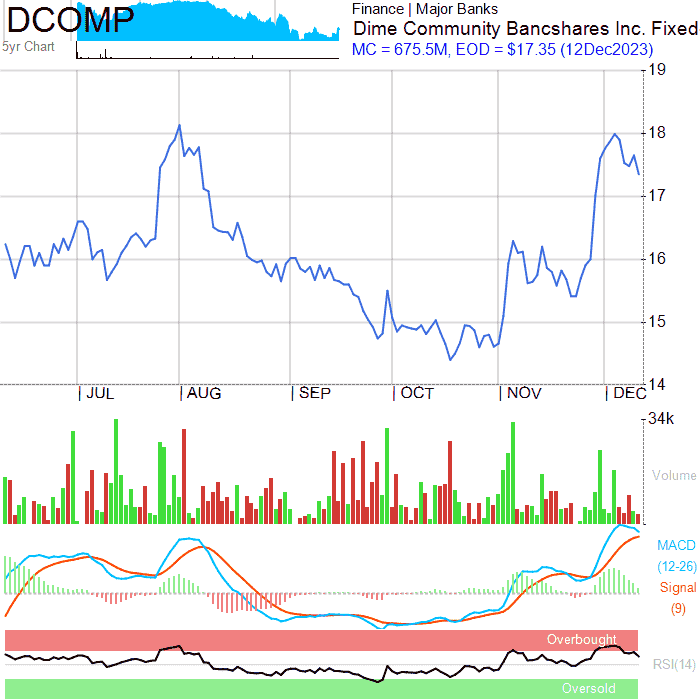 DCOMP
5yr Chart
Finance | Major Banks
Dime Community Bancshares Inc. Fixed
MC = 675.5M, EOD = $17.35 (12Dec2023)
19
18
17
16
15
14
| JUL | AUG | SEP | OCT | NOV | DEC
34k
Volume
MACD
(12-26)
Signal
(9)
Overbought
RSI(14)
Oversold